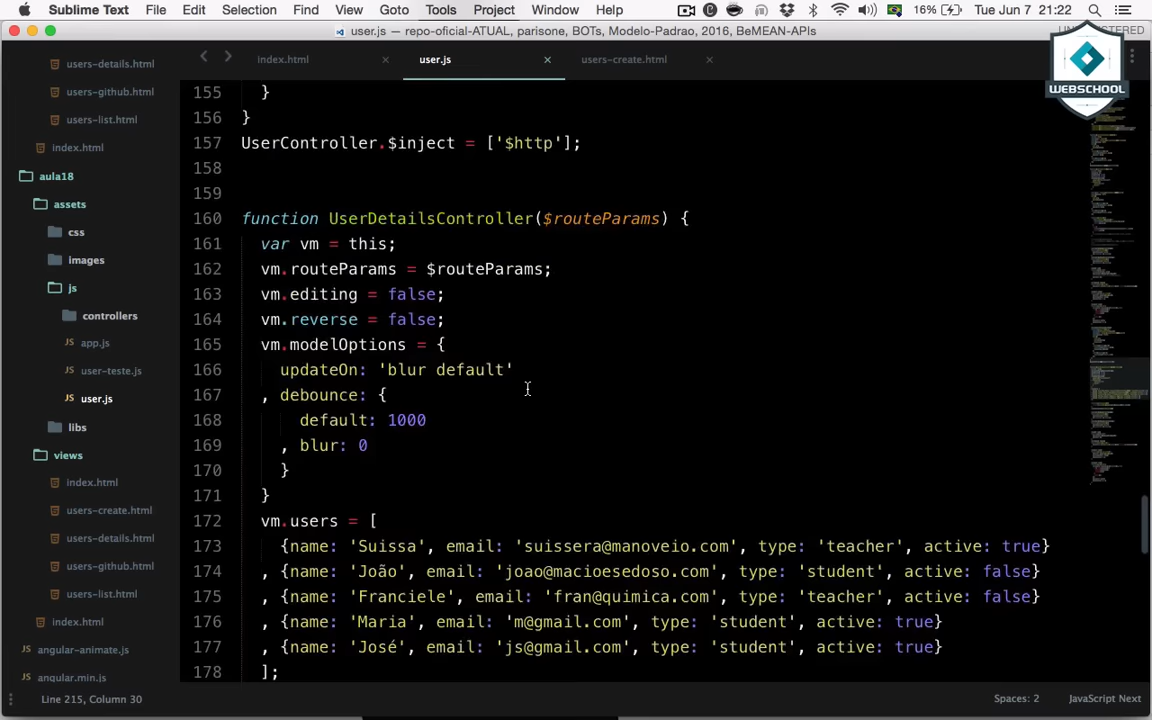 Sublime Text File Edit Selection Find View Goto Tools Project Window Help 16% Tue Jun 7 21:22
user.js — repo-oficial-ATUAL, parisone, BOTs, Modelo-Padrao, 2016, BeMEAN-APIs
WEBSCHOOL
index.html
user.js
users-create.html
users-details.html
users-github.html
users-list.html
index.html
aula18
assets
css
images
js
controllers
app.js
user-teste.js
user.js
libs
views
index.html
users-create.html
users-details.html
users-github.html
users-list.html
index.html
angular-animate.js
angular.min.js
155 }
156 }
157 UserController.$inject = ['$http'];
158
159
160 function UserDetailsController($routeParams) {
161 var vm = this;
162 vm.routeParams = $routeParams;
163 vm.editing = false;
164 vm.reverse = false;
165 vm.modelOptions = {
166 updateOn: 'blur default'
167 , debounce: {
168 default: 1000
169 , blur: 0
170 }
171 }
172 vm.users = [
173 {name: 'Suissa', email: 'suissera@manoveio.com', type: 'teacher', active: true}
174 , {name: 'João', email: 'joao@macioesedoso.com', type: 'student', active: false}
175 , {name: 'Franciele', email: 'fran@quimica.com', type: 'teacher', active: false}
176 , {name: 'Maria', email: 'm@gmail.com', type: 'student', active: true}
177 , {name: 'José', email: 'js@gmail.com', type: 'student', active: true}
178 ];
Line 215, Column 30
Spaces: 2
JavaScript Next